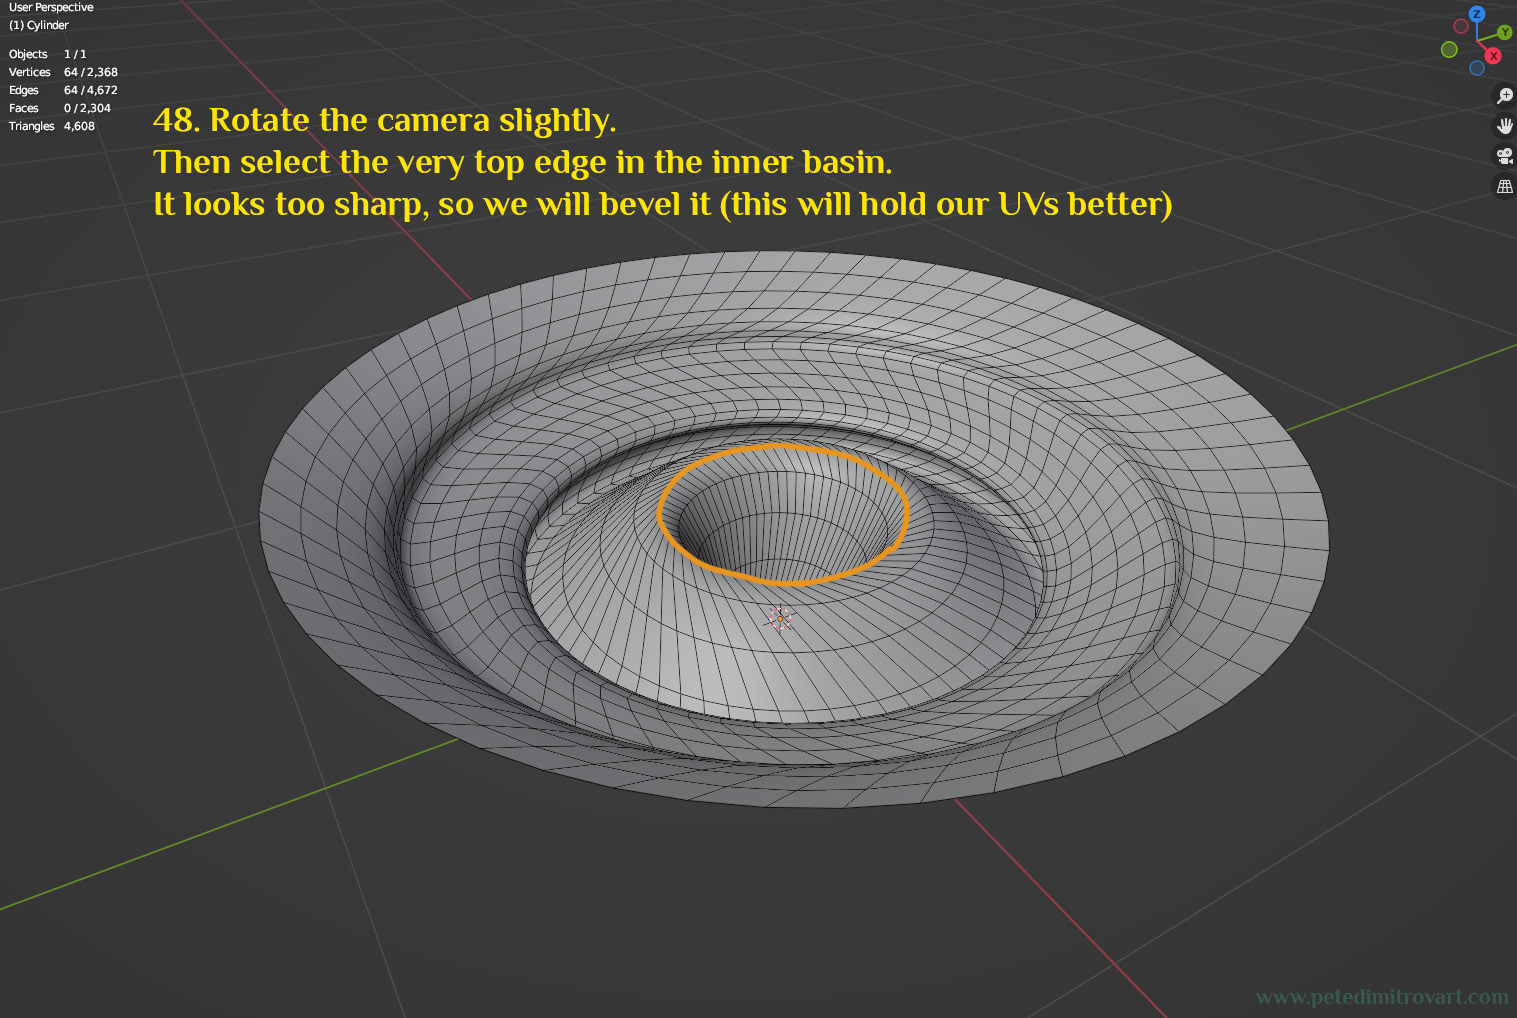 User Perspective
(1) Cylinder
Objects 1 / 1
Vertices 64 / 2,368
Edges 64 / 4,672
Faces 0 / 2,304
Triangles 4,608
48. Rotate the camera slightly.
Then select the very top edge in the inner basin.
It looks too sharp, so we will bevel it (this will hold our UVs better)
Z
Y
X
www.petedimitrovart.com